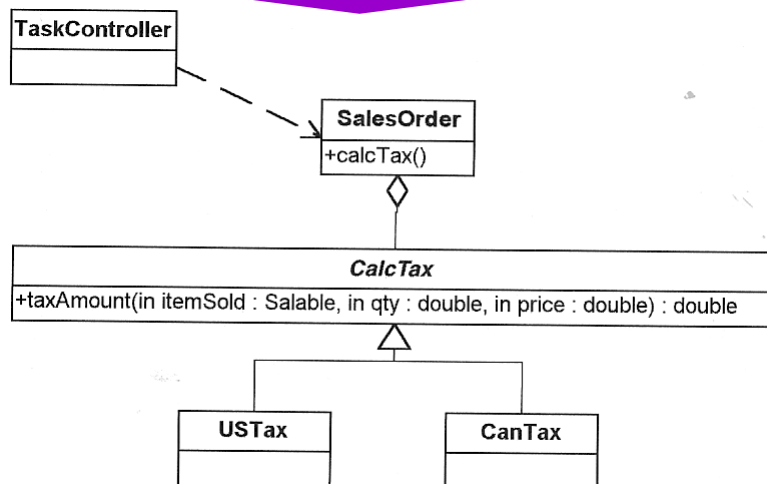 TaskController
SalesOrder
+calcTax()
CalcTax
+taxAmount(in itemSold : Salable, in qty : double, in price : double) : double
USTax
CanTax